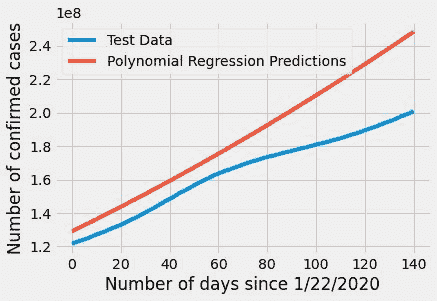 1e8
Test Data
Polynomial Regression Predictions
Number of confirmed cases
2.4
2.2
2.0
1.8
1.6
1.4
1.2
0 20 40 60 80 100 120 140
Number of days since 1/22/2020